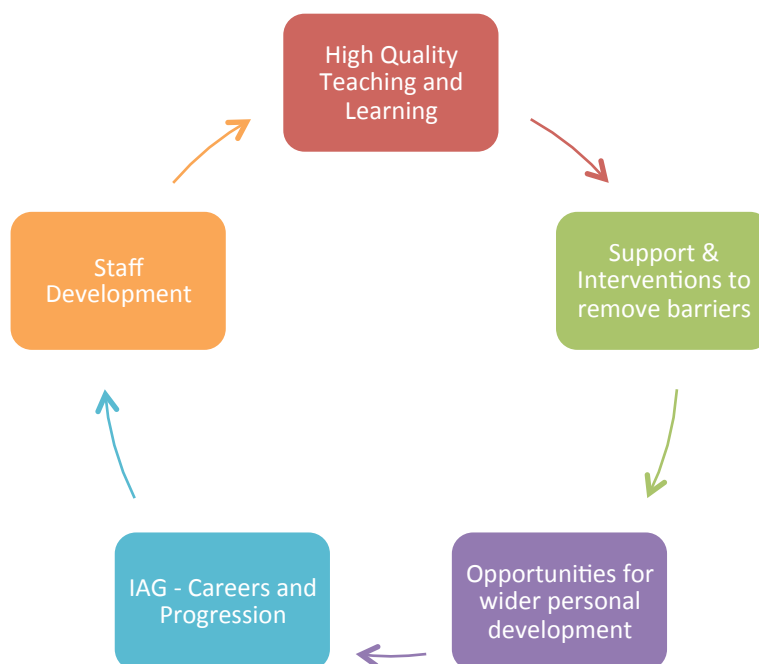 High Quality
Teaching and
Learning
Support &
Interventions to
remove barriers
Opportunities for
wider personal
development
IAG - Careers and
Progression
Staff
Development